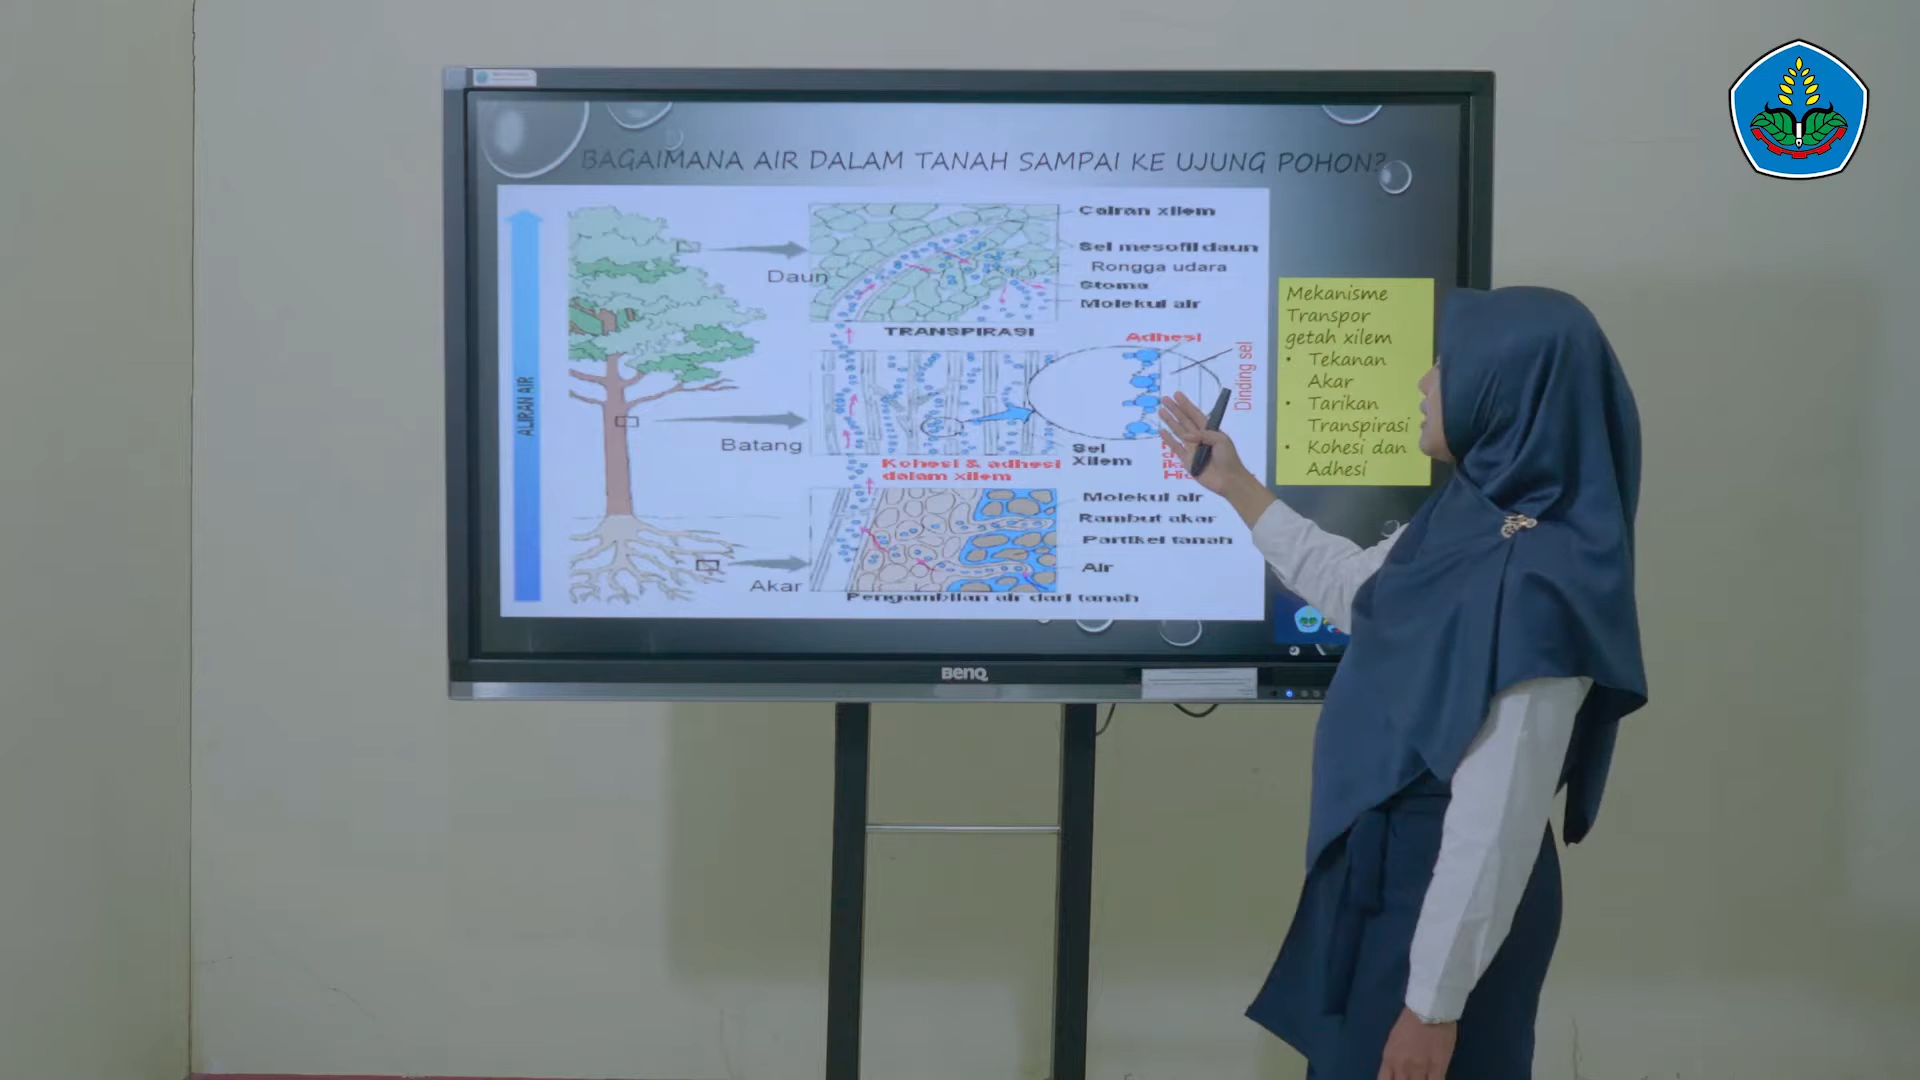 BAGAIMANA AIR DALAM TANAH SAMPAI KE UJUNG POHON?
ALIRAN AIR
Daun
Cairan xilem
Sel mesofil daun
Rongga udara
Stoma
Molekul air
TRANSPIRASI
Adhesi
Dinding sel
Batang
Sel
Xilem
Kohesi & adhesi
dalam xilem
Molekul air
Rambut akar
Partikel tanah
Air
Akar
Pengambilan air dari tanah
Mekanisme
Transpor
getah xilem
• Tekanan
Akar
• Tarikan
Transpirasi
• Kohesi dan
Adhesi
BenQ